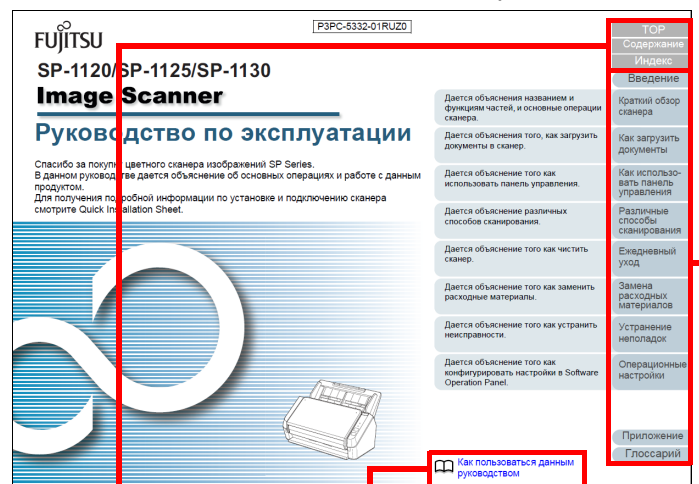 P3PC-5332-01RUZ0
FUJITSU
SP-1120/SP-1125/SP-1130
Image Scanner
Руководство по эксплуатации
Спасибо за покупку цветного сканера изображений SP Series.
В данном руководстве дается объяснение об основных операциях и работе с данным
продуктом.
Для получения подробной информации по установке и подключению сканера
смотрите Quick Installation Sheet.
TOP
Содержание
Индекс
Введение
Дается объяснения названием и
функциям частей, и основные операции
сканера.
Краткий обзор
сканера
Дается объяснения того, как загрузить
документы в сканер.
Как загрузить
документы
Дается объяснение того как
использовать панель управления.
Как использо-
вать панель
управления
Дается объяснение различных
способов сканирования.
Различные
способы
сканирования
Дается объяснение того как чистить
сканер.
Ежедневный
уход
Дается объяснение того как заменить
расходные материалы.
Замена
расходных
материалов
Дается объяснение того как устранить
неисправности.
Устранение
неполадок
Дается объяснение того как
конфигурировать настройки в Software
Operation Panel.
Операционные
настройки
Приложение
Глоссарий
Как пользоваться данным
руководством